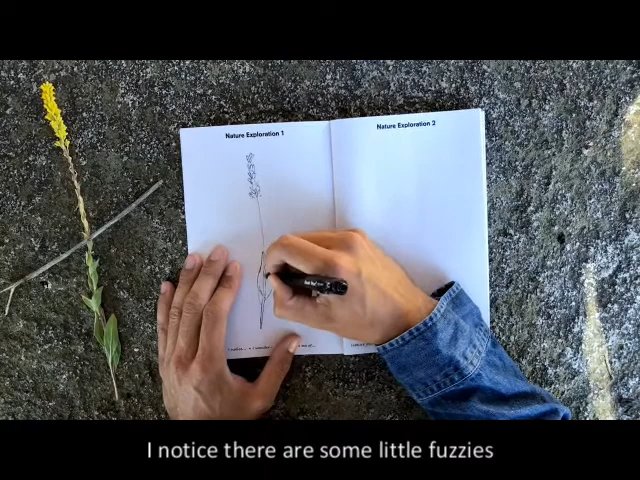 Nature Exploration 1
Nature Exploration 2
I notice there are some little fuzzies